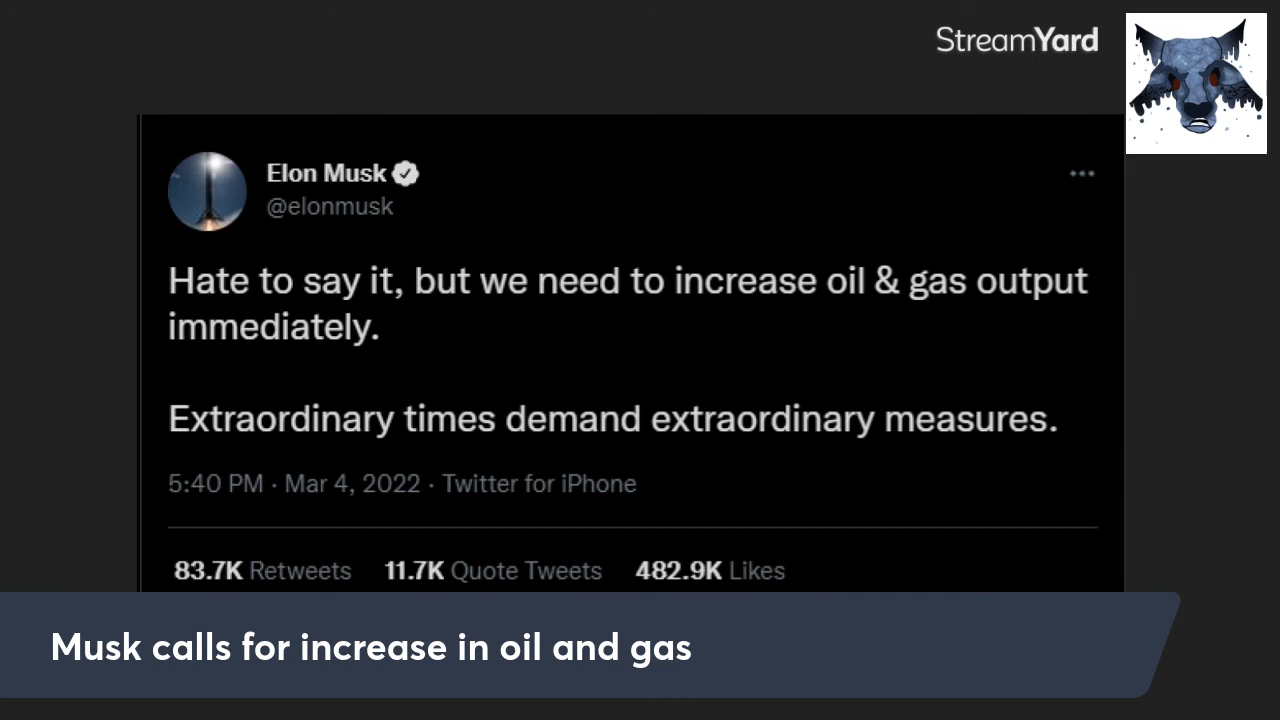 StreamYard
Elon Musk
@elonmusk
Hate to say it, but we need to increase oil & gas output
immediately.
Extraordinary times demand extraordinary measures.
5:40 PM · Mar 4, 2022 · Twitter for iPhone
83.7K Retweets 11.7K Quote Tweets 482.9K Likes
Musk calls for increase in oil and gas